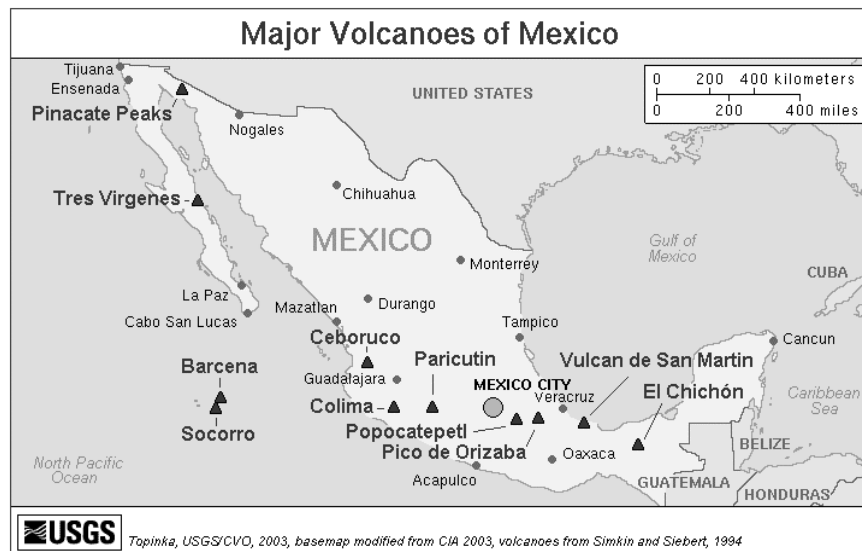 Major Volcanoes of Mexico
Tijuana
Ensenada
Pinacate Peaks
Nogales
UNITED STATES
0 200 400 kilometers
0 200 400 miles
Tres Virgenes
Chihuahua
MEXICO
Monterrey
Gulf of
Mexico
CUBA
La Paz
Cabo San Lucas
Mazatlan
Durango
Tampico
Cancun
Ceboruco
Barcena
Guadalajara
Paricutin
MEXICO CITY
Vulcan de San Martin
Veracruz
El Chichón
Caribbean
Sea
Socorro
Colima
Popocatepetl
Pico de Orizaba
Oaxaca
BELIZE
North Pacific
Ocean
Acapulco
GUATEMALA
HONDURAS
USGS
Topinka, USGS/CVO, 2003, basemap modified from CIA 2003, volcanoes from Simkin and Siebert, 1994